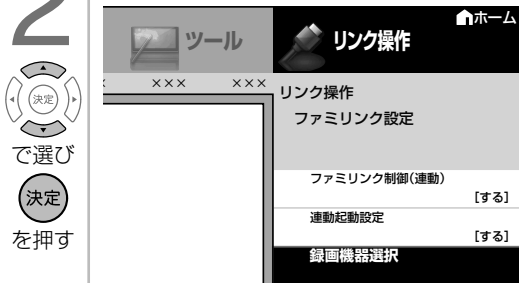 2
決定
で選び
決定
を押す
ツール
リンク操作
ホーム
××× ×××
リンク操作
ファミリンク設定
ファミリンク制御(連動)
[する]
連動起動設定
[する]
録画機器選択